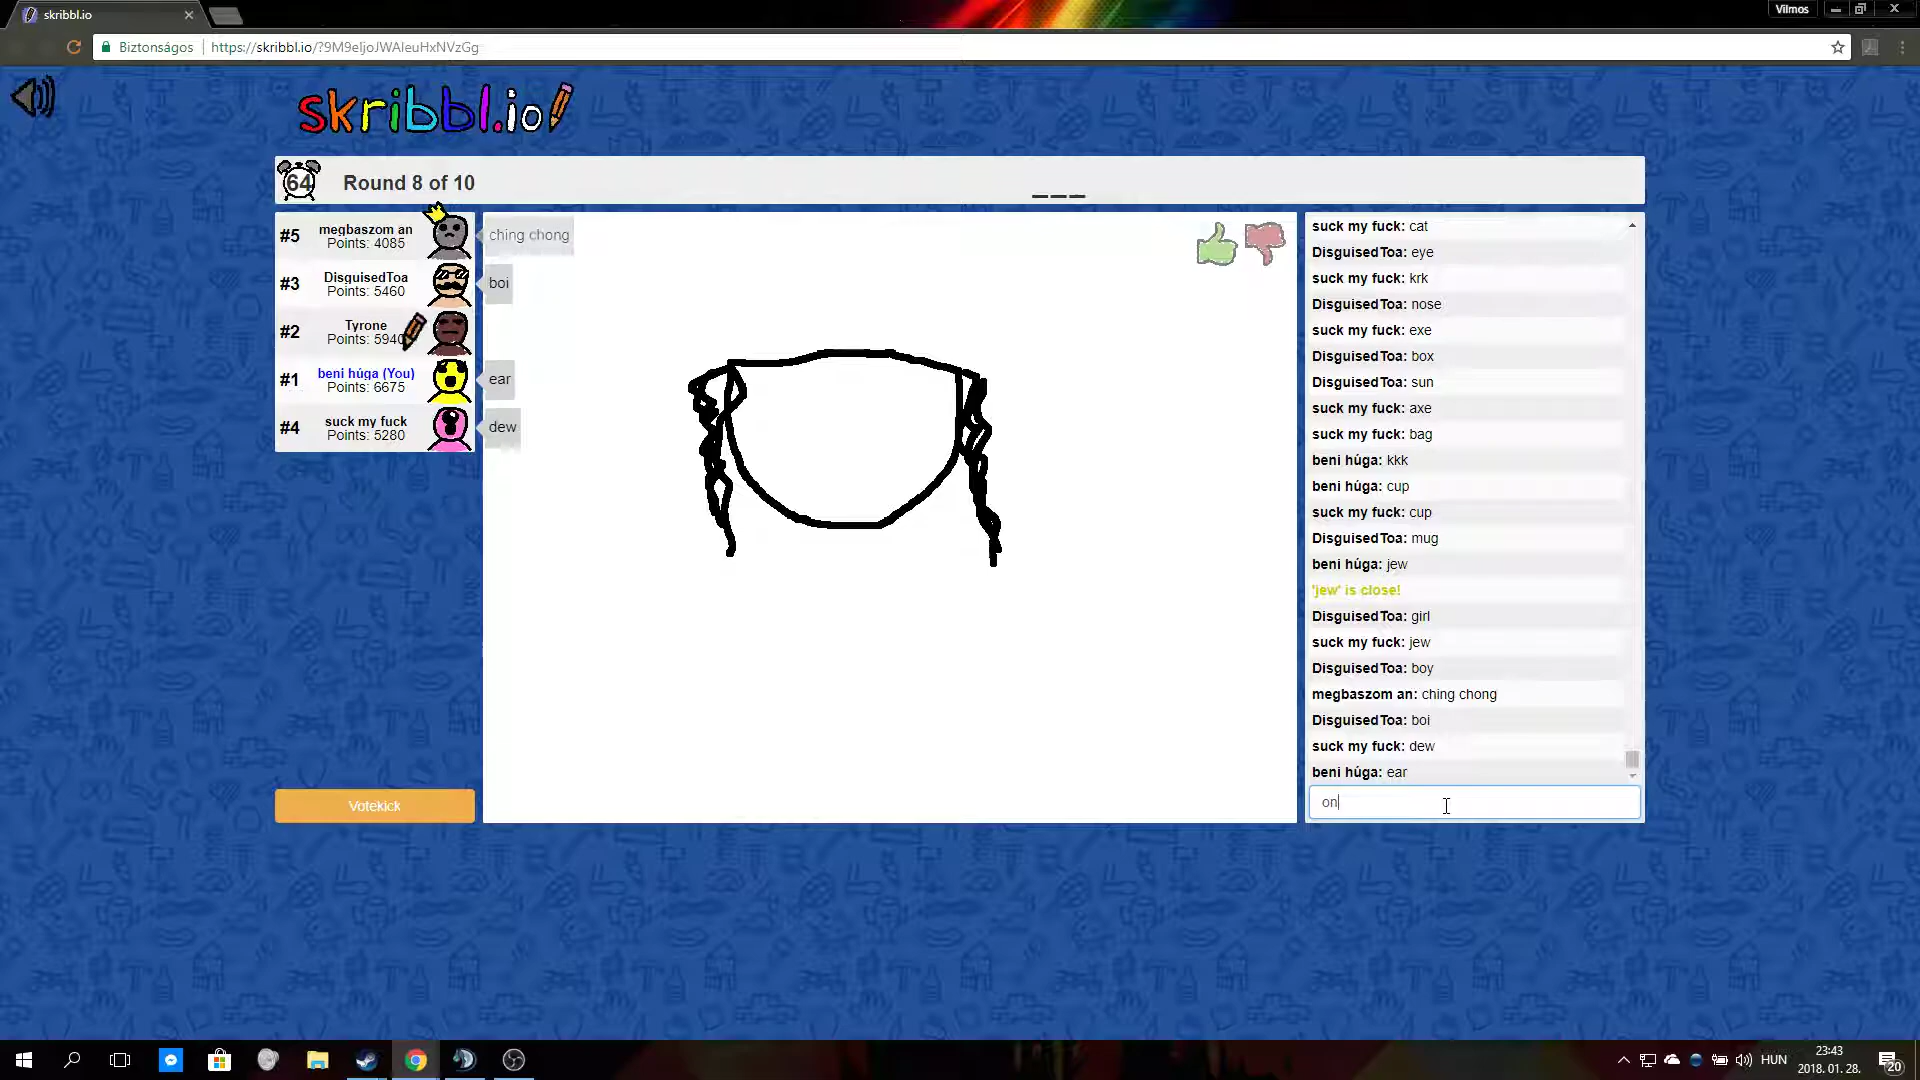 skribbl.io
Vilmos
Biztonságos
https://skribbl.io/?9M9eljoJWAleuHxNVzGg
skribbl.io
64
Round 8 of 10
___
#5
megbaszom an
Points: 4085
ching chong
#3
DisguisedToa
Points: 5460
boi
#2
Tyrone
Points: 5940
#1
beni húga (You)
Points: 6675
ear
#4
suck my fuck
Points: 5280
dew
Votekick
suck my fuck: cat
DisguisedToa: eye
suck my fuck: krk
DisguisedToa: nose
suck my fuck: exe
DisguisedToa: box
DisguisedToa: sun
suck my fuck: axe
suck my fuck: bag
beni húga: kkk
beni húga: cup
suck my fuck: cup
DisguisedToa: mug
beni húga: jew
'jew' is close!
DisguisedToa: girl
suck my fuck: jew
DisguisedToa: boy
megbaszom an: ching chong
DisguisedToa: boi
suck my fuck: dew
beni húga: ear
on
HUN
23:43
2018. 01. 28.
20